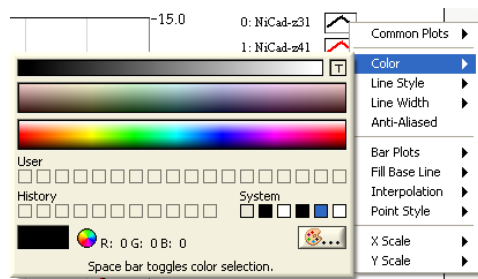 -15.0
0: NiCad-z31
1: NiCad-z41
Common Plots
Color
Line Style
Line Width
Anti-Aliased
Bar Plots
Fill Base Line
Interpolation
Point Style
X Scale
Y Scale
T
User
History
System
R: 0 G: 0 B: 0
...
Space bar toggles color selection.